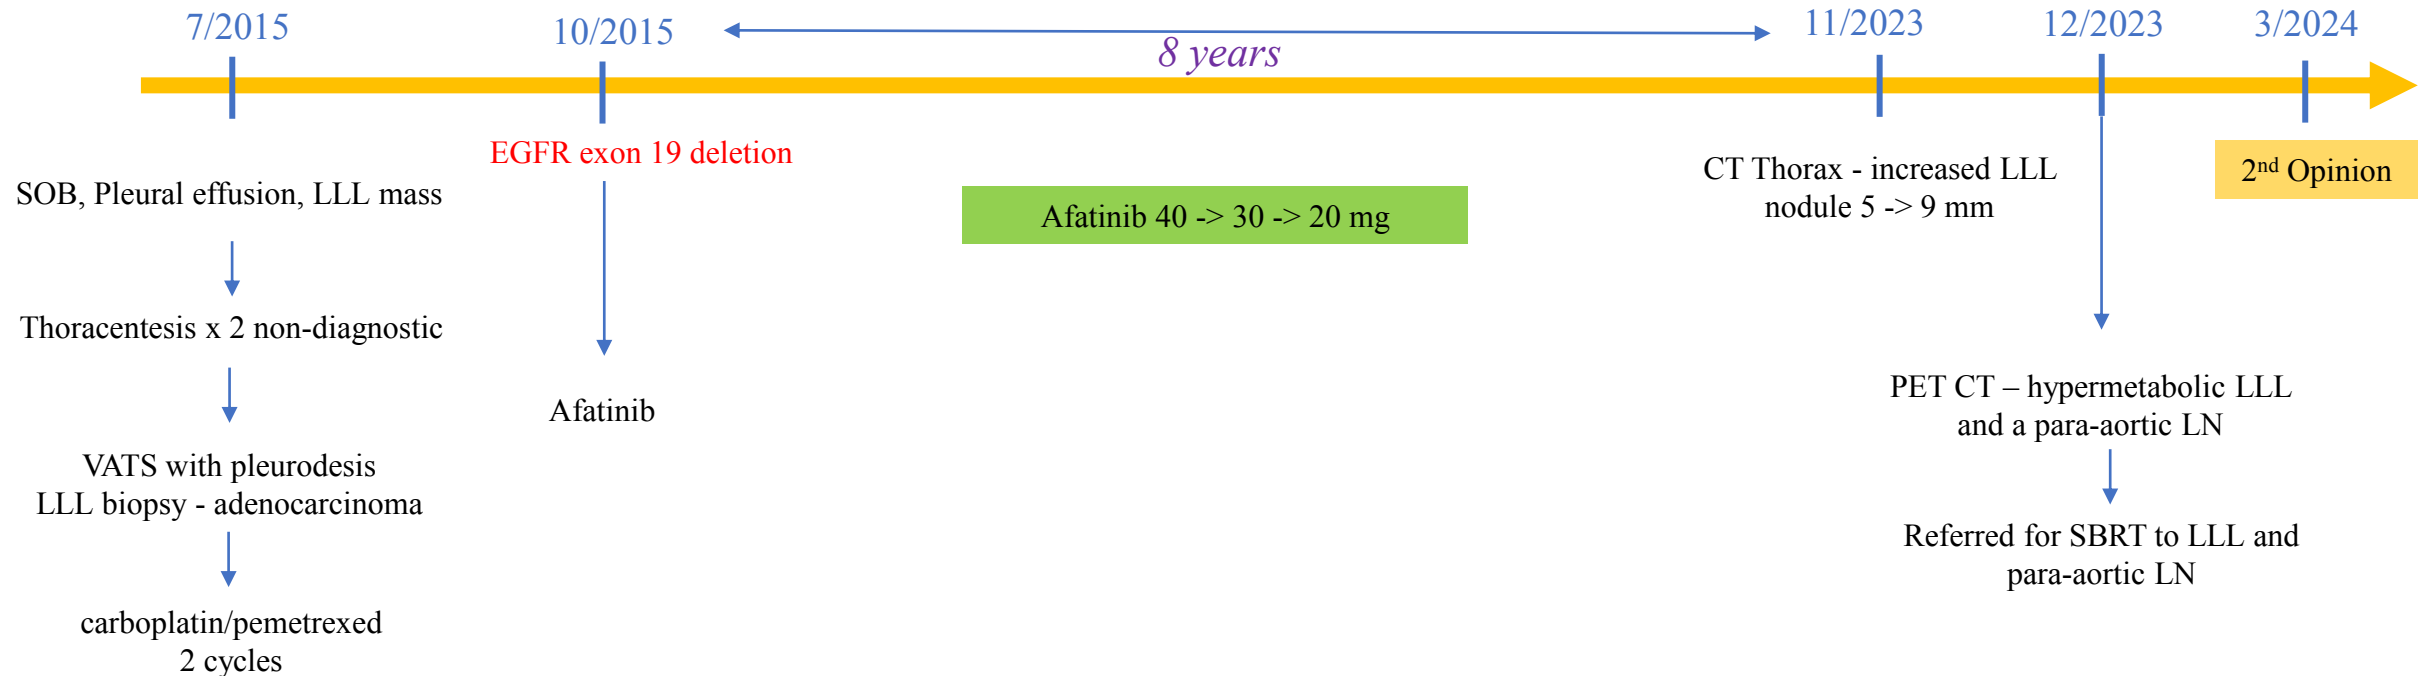 7/2015
10/2015
8 years
11/2023
12/2023
3/2024
SOB, Pleural effusion, LLL mass
Thoracentesis x 2 non-diagnostic
VATS with pleurodesis
LLL biopsy - adenocarcinoma
carboplatin/pemetrexed
2 cycles
EGFR exon 19 deletion
Afatinib
Afatinib 40 -> 30 -> 20 mg
CT Thorax - increased LLL
nodule 5 -> 9 mm
PET CT – hypermetabolic LLL
and a para-aortic LN
Referred for SBRT to LLL and
para-aortic LN
2nd Opinion